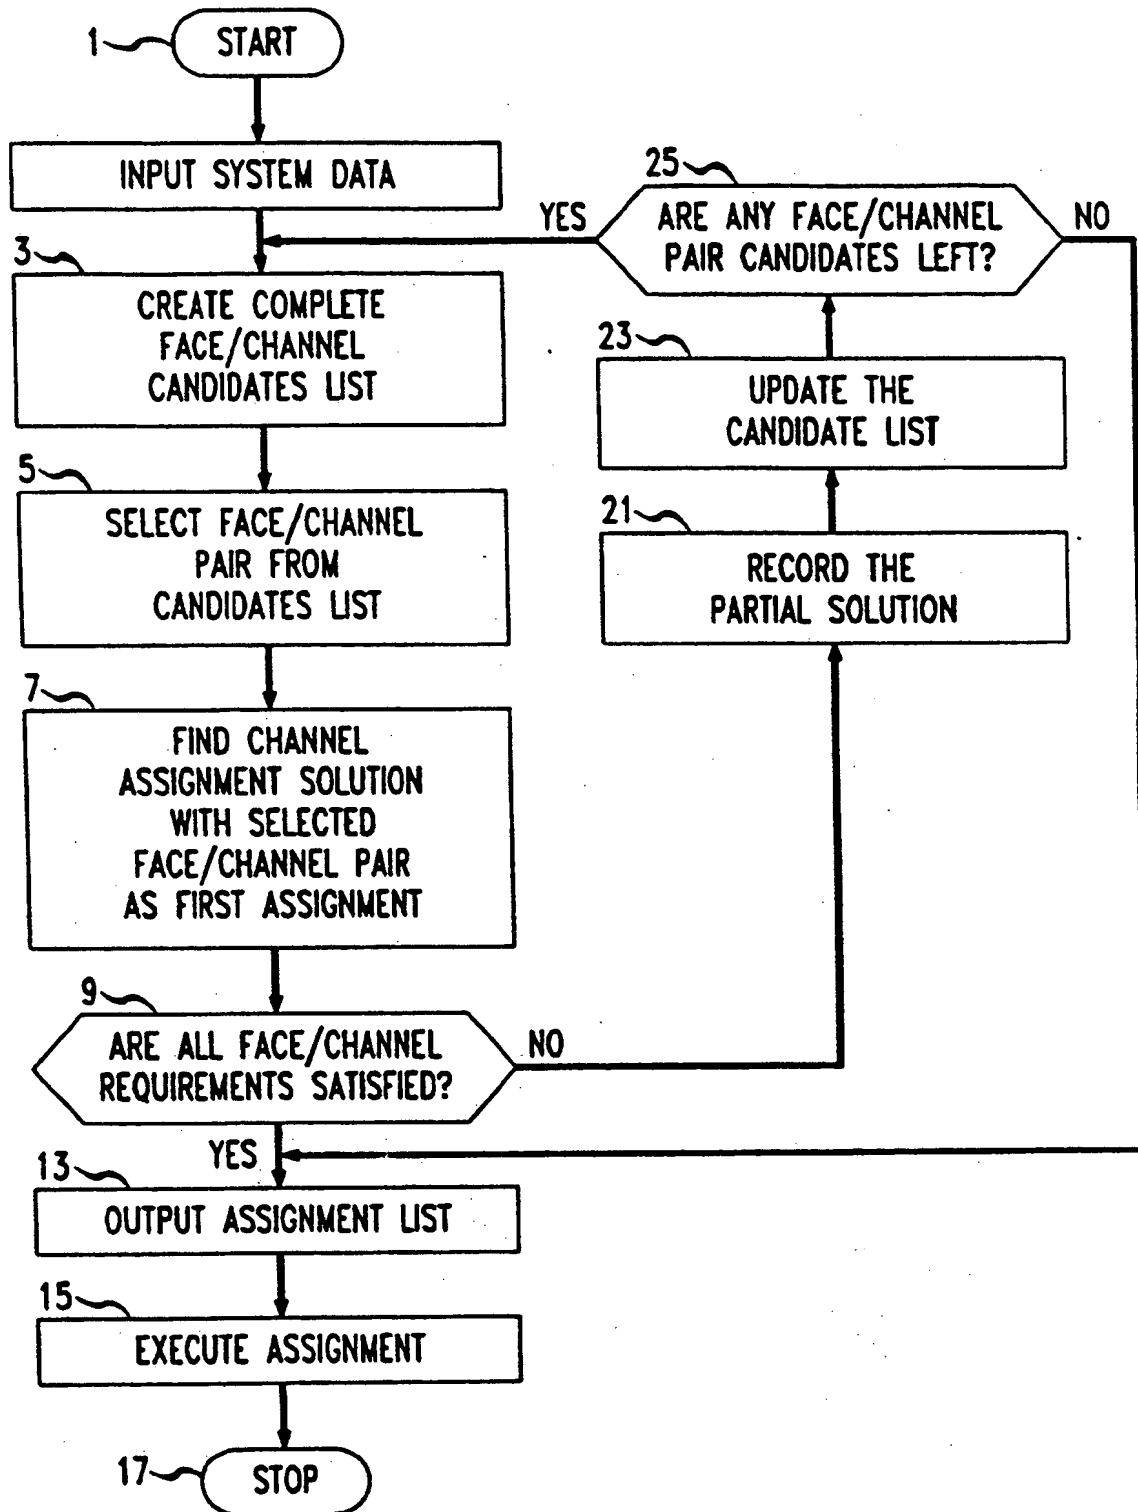 1
START
INPUT SYSTEM DATA
3
CREATE COMPLETE
FACE/CHANNEL
CANDIDATES LIST
5
SELECT FACE/CHANNEL
PAIR FROM
CANDIDATES LIST
7
FIND CHANNEL
ASSIGNMENT SOLUTION
WITH SELECTED
FACE/CHANNEL PAIR
AS FIRST ASSIGNMENT
9
ARE ALL FACE/CHANNEL
REQUIREMENTS SATISFIED?
NO
YES
13
OUTPUT ASSIGNMENT LIST
15
EXECUTE ASSIGNMENT
17
STOP
21
RECORD THE
PARTIAL SOLUTION
23
UPDATE THE
CANDIDATE LIST
25
ARE ANY FACE/CHANNEL
PAIR CANDIDATES LEFT?
YES
NO